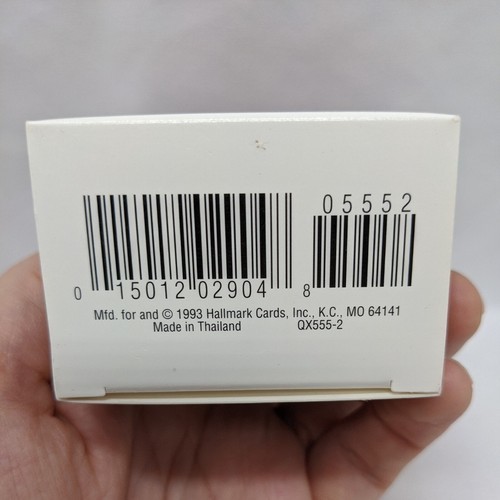 05552
0 15012 02904 8
Mfd. for and © 1993 Hallmark Cards, Inc., K.C., MO 64141
Made in Thailand QX555-2